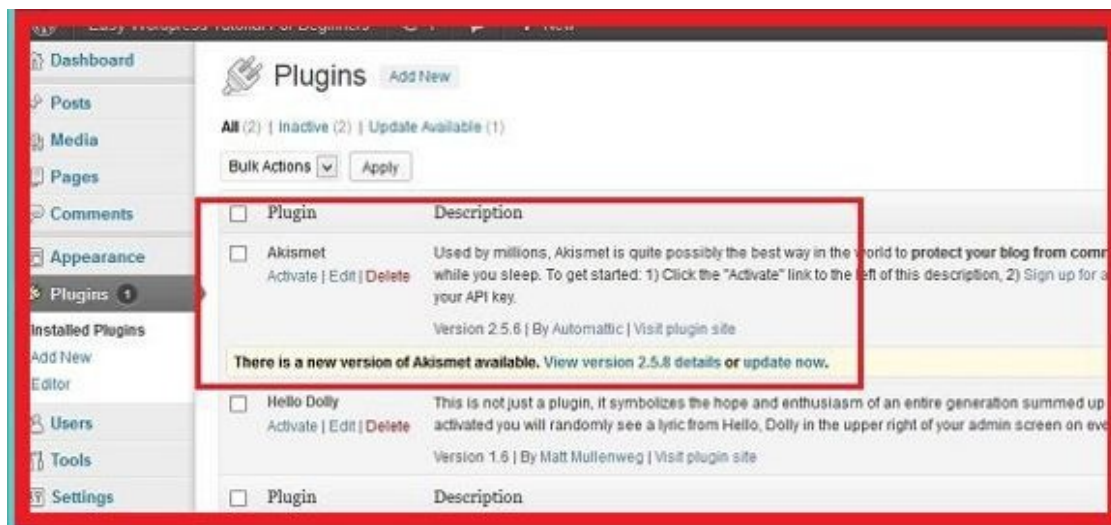 Easy Wordpress Tutorial For Beginners 1 New
Dashboard
Posts
Media
Pages
Comments
Appearance
Plugins 1
Installed Plugins
Add New
Editor
Users
Tools
Settings
Plugins Add New
All (2) | Inactive (2) | Update Available (1)
Bulk Actions Apply
Plugin Description
Akismet
Activate | Edit | Delete
Used by millions, Akismet is quite possibly the best way in the world to protect your blog from
while you sleep. To get started: 1) Click the "Activate" link to the left of this description, 2) Sign up for a
your API key.
Version 2.5.6 | By Automattic | Visit plugin site
There is a new version of Akismet available. View version 2.5.8 details or update now.
Hello Dolly
Activate | Edit | Delete
This is not just a plugin, it symbolizes the hope and enthusiasm of an entire generation summed up
activated you will randomly see a lyric from Hello, Dolly in the upper right of your admin screen on
Version 1.6 | By Matt Mullenweg | Visit plugin site
Plugin Description